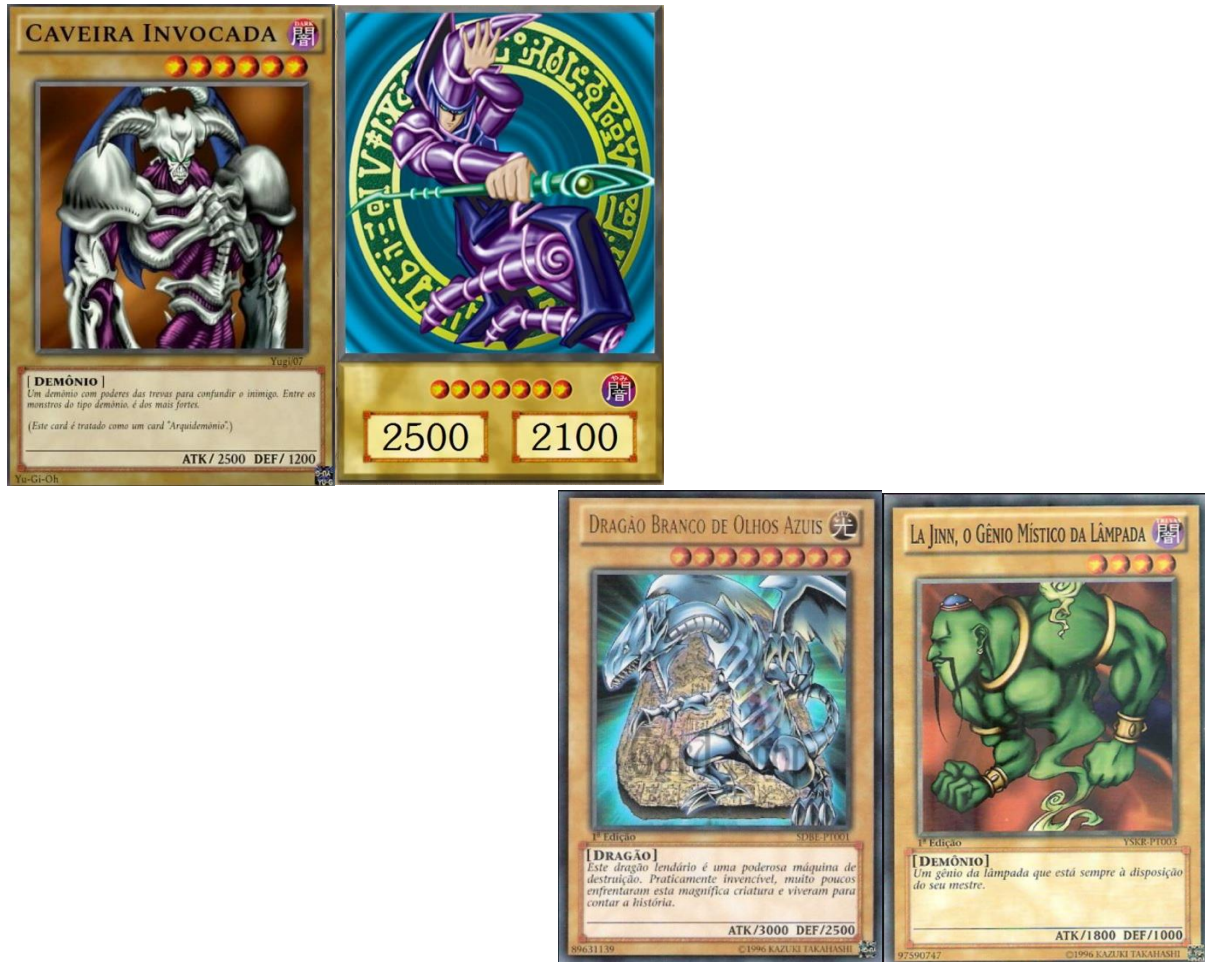 CAVEIRA INVOCADA
DARK
闇
Yugi/07
[ DEMÔNIO ]
Um demônio com poderes das trevas para confundir o inimigo. Entre os
monstros do tipo demônio, é dos mais fortes.
(Este card é tratado como um card "Arquidemônio".)
ATK/ 2500 DEF/ 1200
Yu-Gi-Oh
やみ
闇
2500
2100
DRAGÃO BRANCO DE OLHOS AZUIS
光
1ª Edição
SDBE-PT001
[DRAGÃO]
Este dragão lendário é uma poderosa máquina de
destruição. Praticamente invencível, muito poucos
enfrentaram esta magnífica criatura e viveram para
contar a história.
ATK/3000 DEF/2500
89631139
©1996 KAZUKI TAKAHASHI
LA JINN, O GÊNIO MÍSTICO DA LÂMPADA
TREVAS
闇
1ª Edição
YSKR-PT003
[DEMÔNIO]
Um gênio da lâmpada que está sempre à disposição
do seu mestre.
ATK/1800 DEF/1000
97590747
©1996 KAZUKI TAKAHASHI